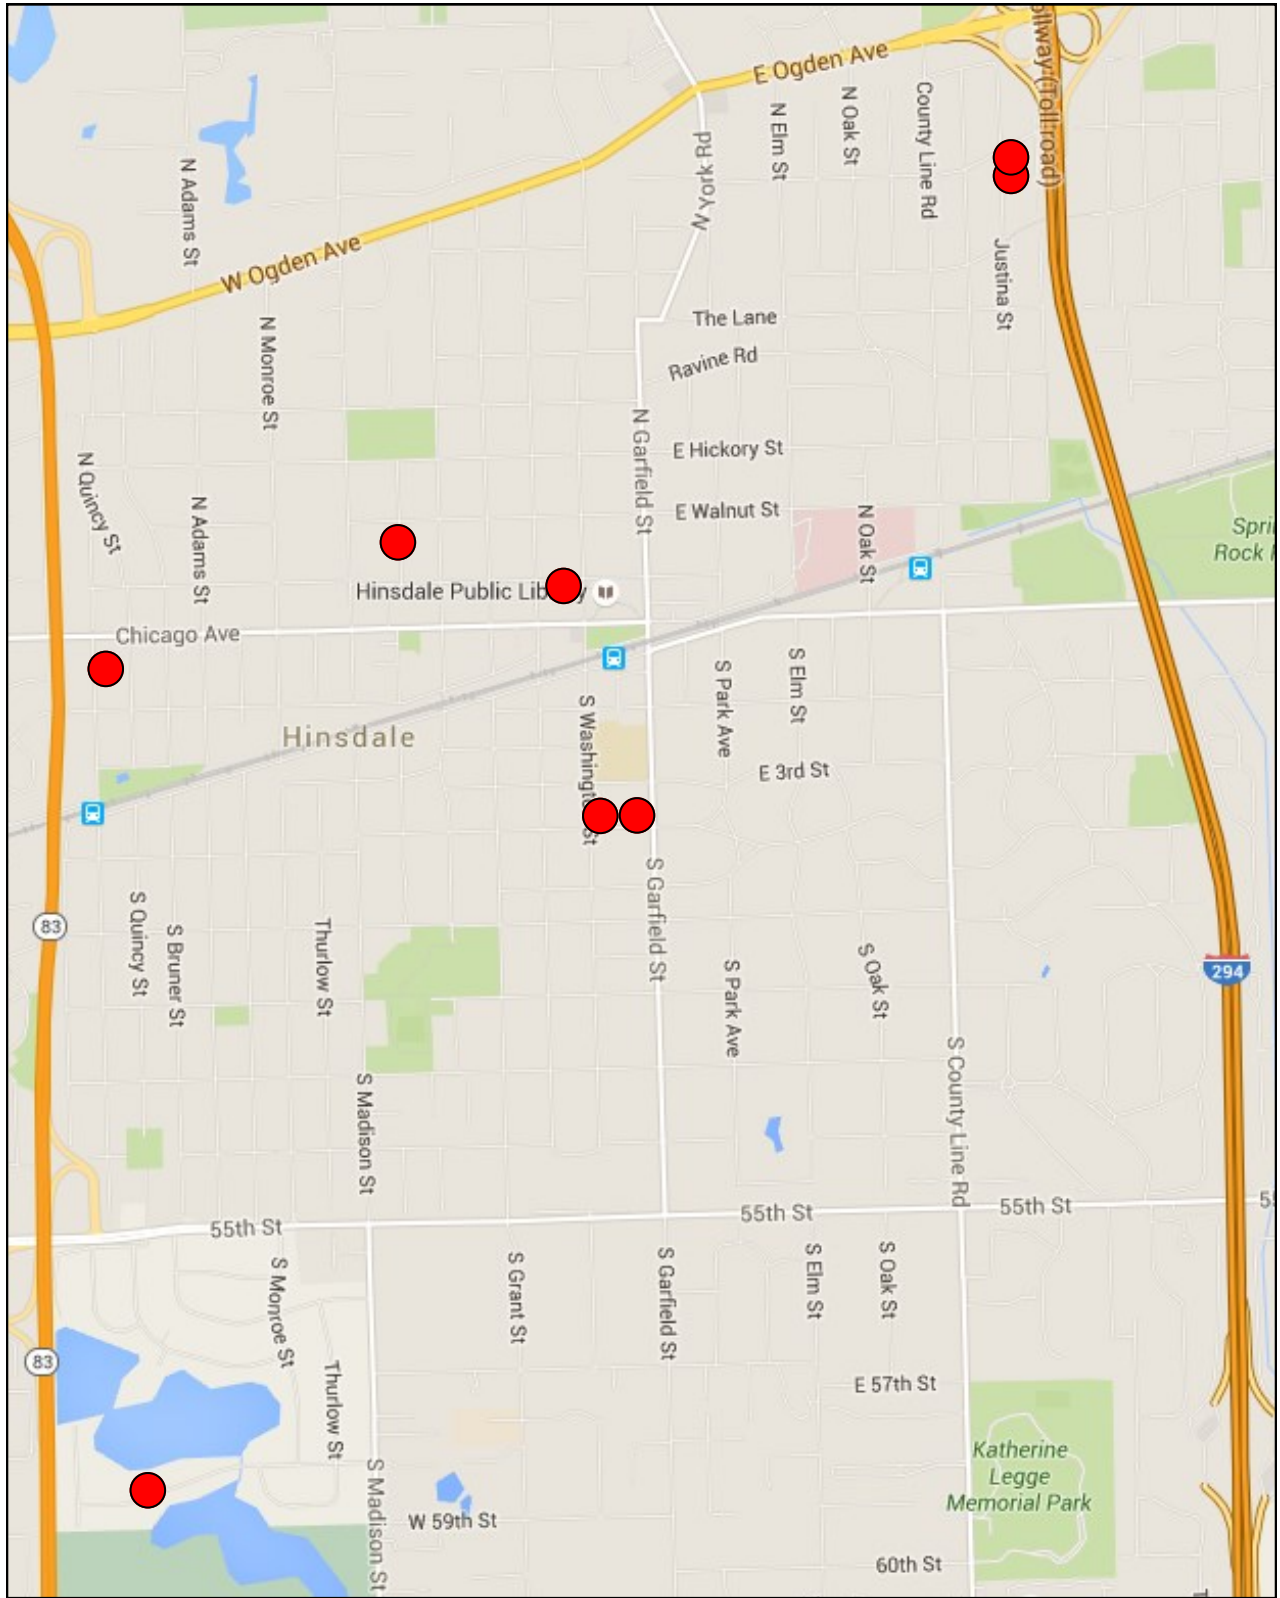 ollway (Toll road)
E Ogden Ave
N Elm St
N Oak St
County Line Rd
N York Rd
N Adams St
W Ogden Ave
Justina St
The Lane
N Monroe St
Ravine Rd
N Garfield St
E Hickory St
N Quincy St
N Adams St
E Walnut St
N Oak St
Spri
Rock
Hinsdale Public Lib y
Chicago Ave
S Elm St
S Park Ave
S Washingt St
Hinsdale
E 3rd St
S Garfield St
83
S Quincy St
S Bruner St
Thurlow St
S Oak St
S Park Ave
294
S County Line Rd
S Madison St
55th St
55th St
55th St
5
S Monroe St
S Grant St
S Garfield St
S Elm St
S Oak St
83
Thurlow St
E 57th St
Katherine
Legge
Memorial Park
S Madison St
W 59th St
60th St